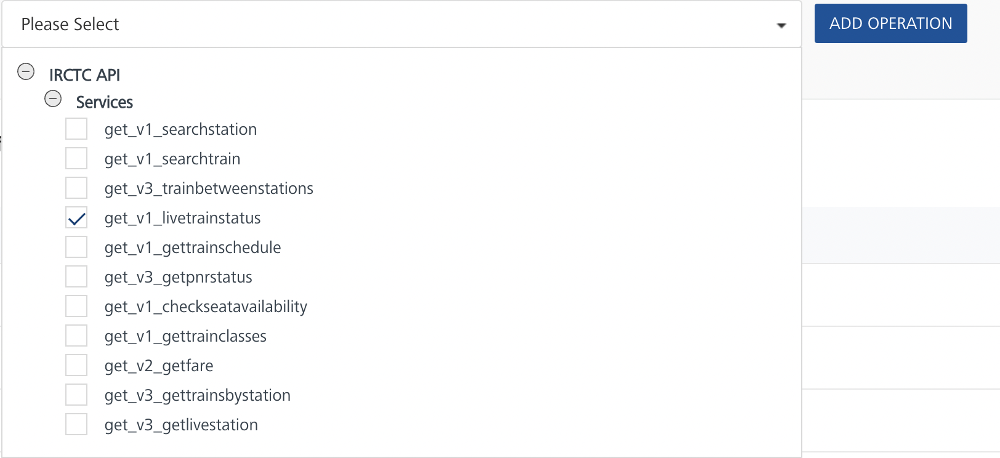 Please Select
ADD OPERATION
IRCTC API
Services
get_v1_searchstation
get_v1_searchtrain
get_v3_trainbetweenstations
get_v1_livetrainstatus
get_v1_gettrainschedule
get_v3_getpnrstatus
get_v1_checkseatavailability
get_v1_gettrainclasses
get_v2_getfare
get_v3_gettrainsbystation
get_v3_getlivestation